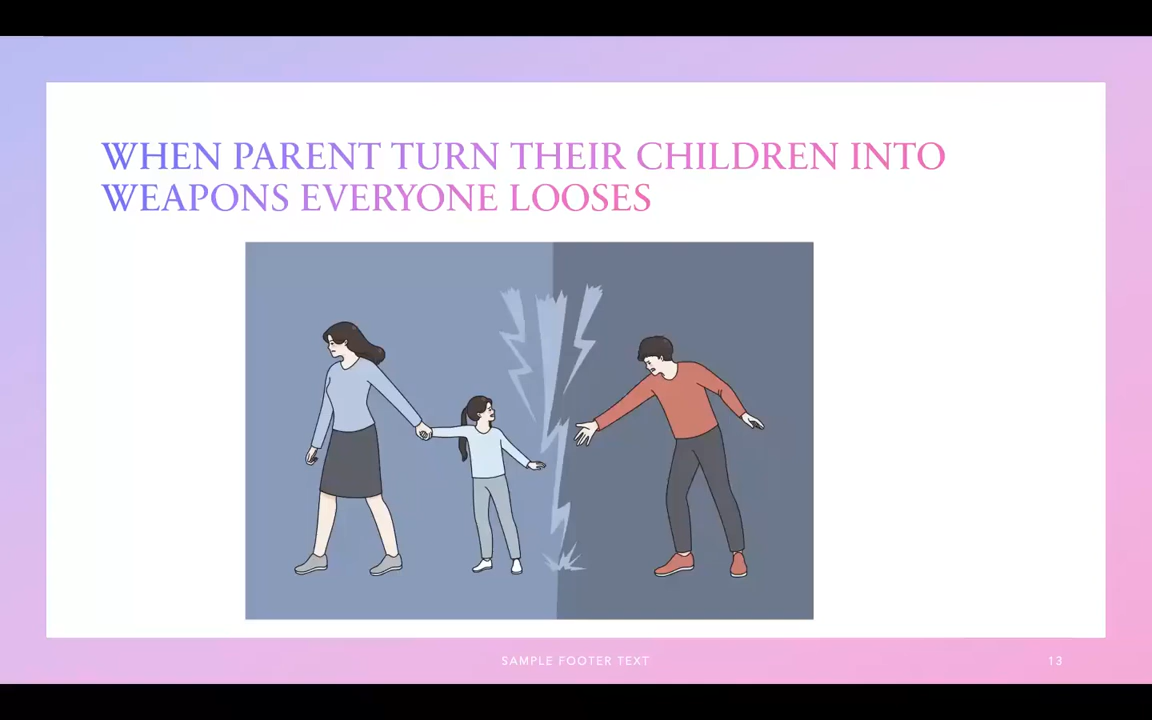 WHEN PARENT TURN THEIR CHILDREN INTO
WEAPONS EVERYONE LOOSES
SAMPLE FOOTER TEXT
13